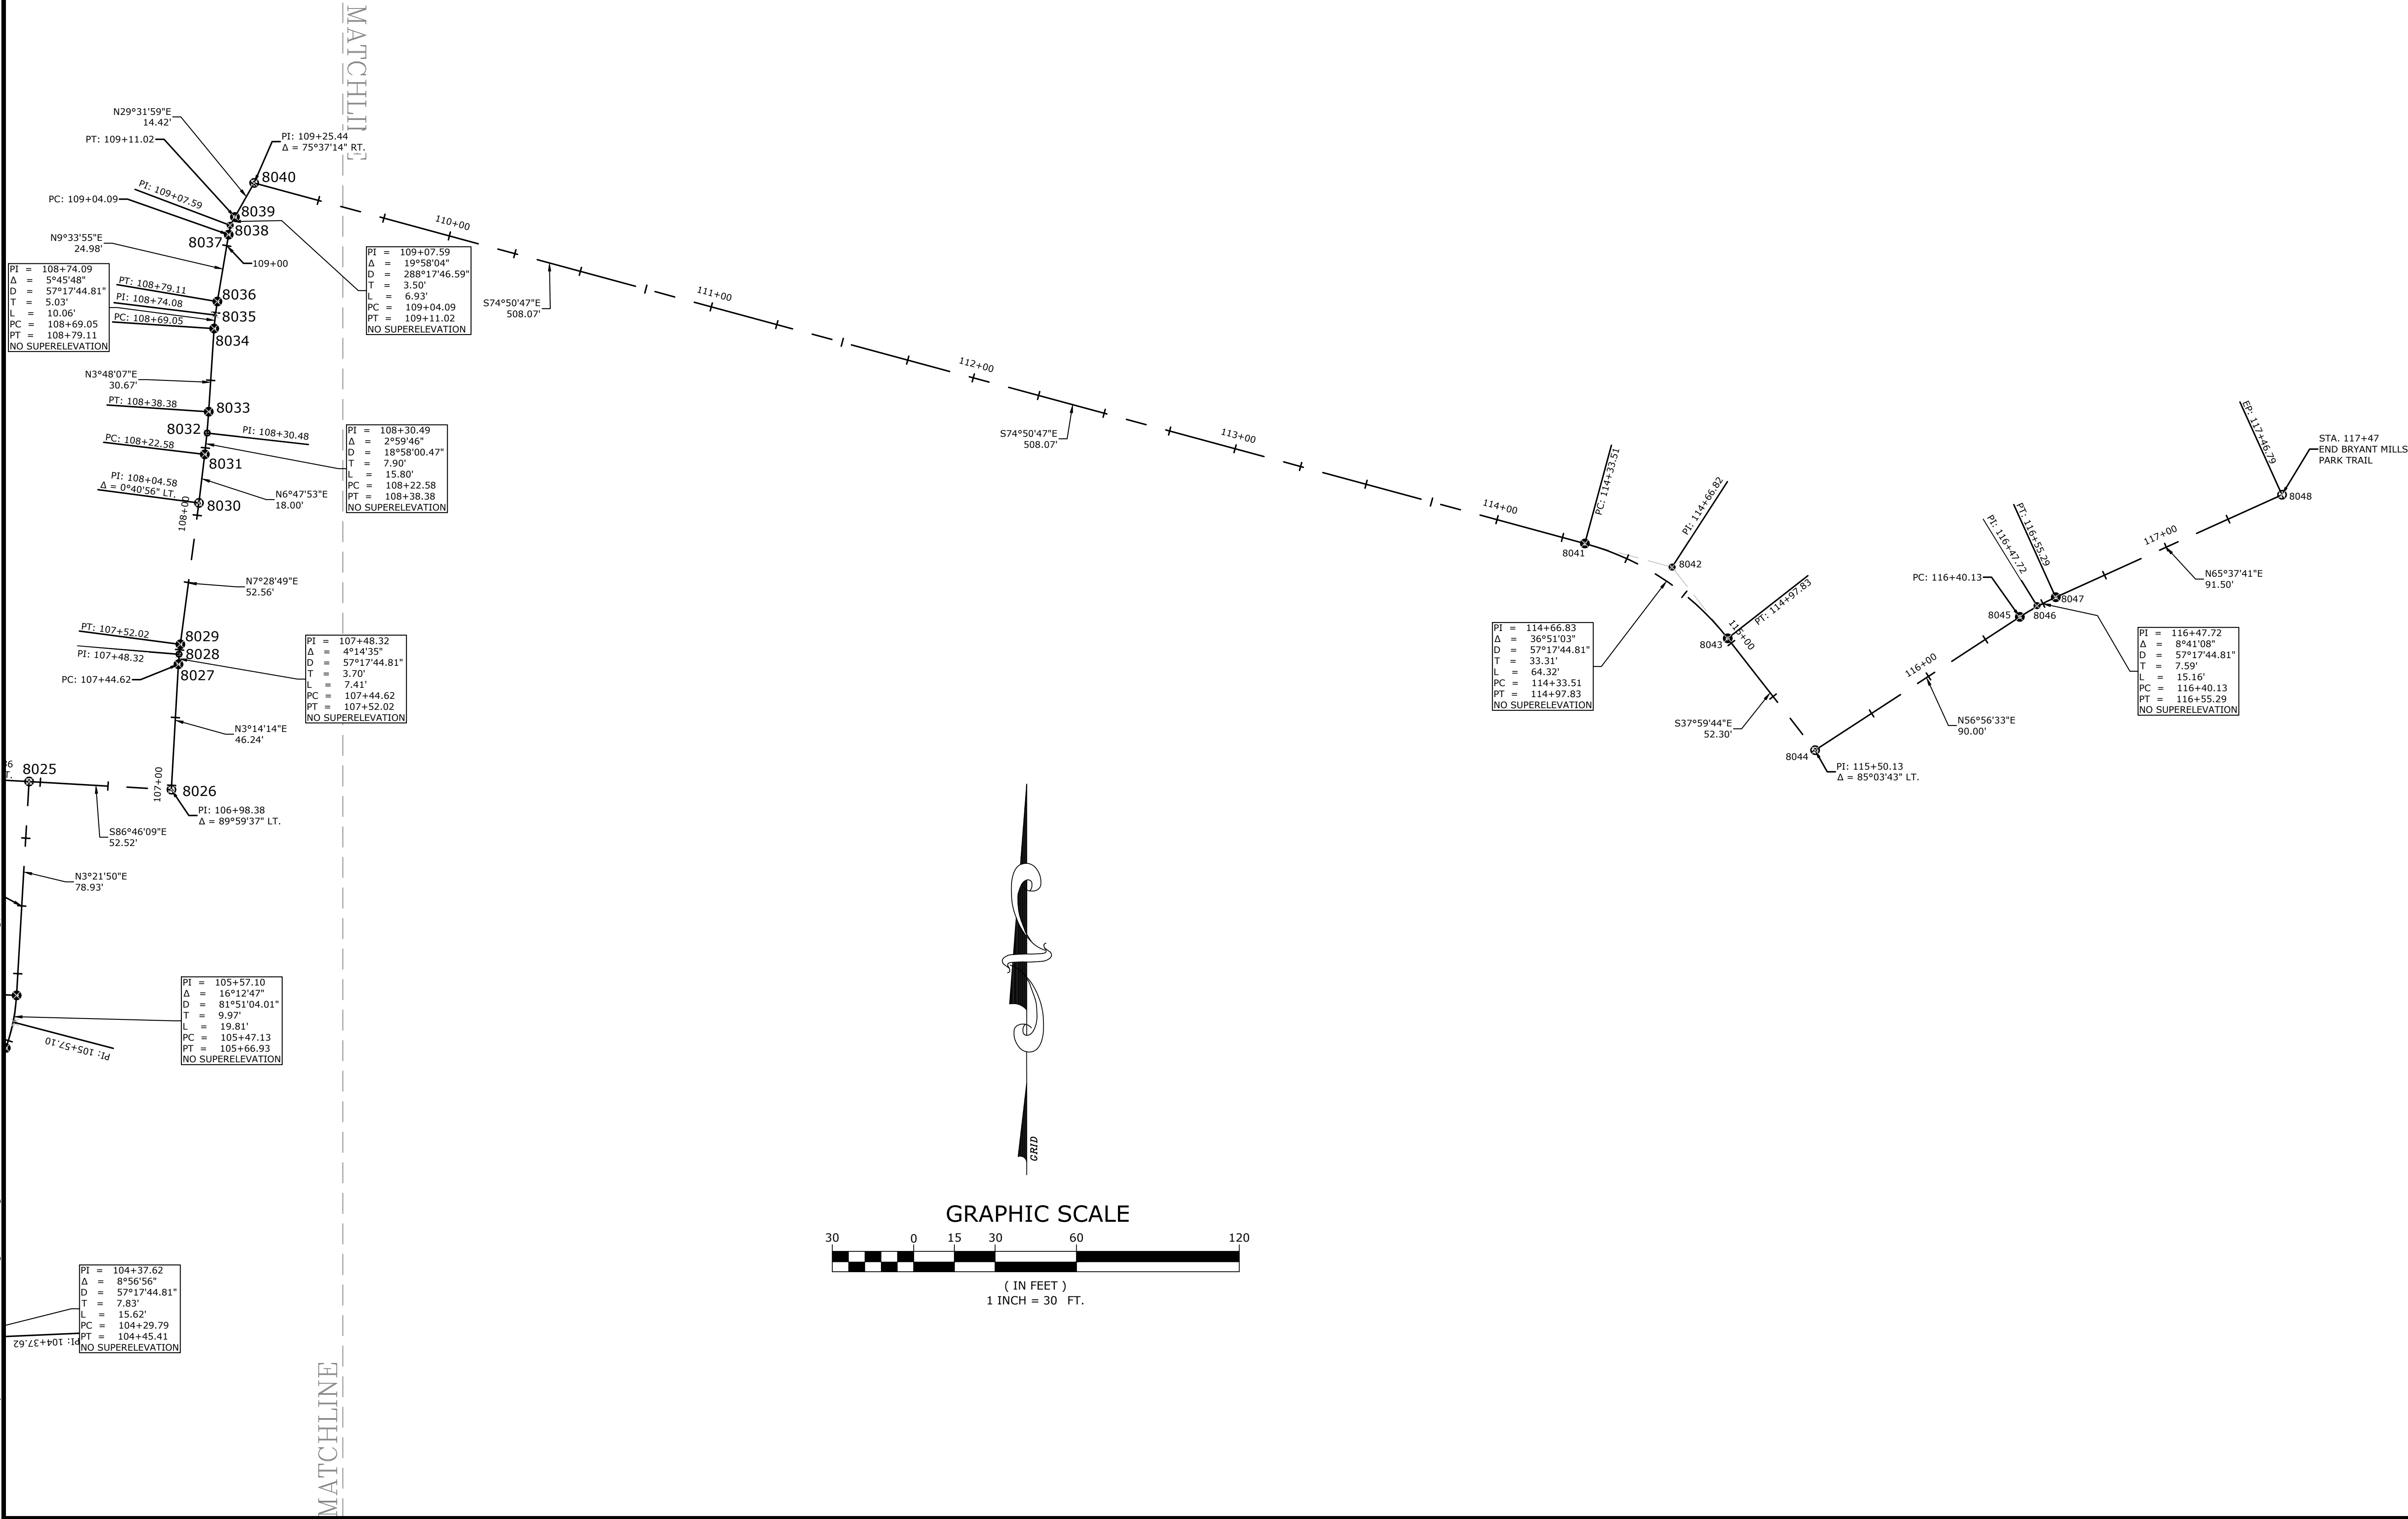 MATCHLINE
N29°31'59"E
14.42'
PT: 109+11.02
PI: 109+25.44
Δ = 75°37'14" RT.
8040
PI: 109+07.59
PC: 109+04.09
8039
8038
8037
N9°33'55"E
24.98'
109+00
PI = 108+74.09
Δ = 5°45'48"
D = 57°17'44.81"
T = 5.03'
L = 10.06'
PC = 108+69.05
PT = 108+79.11
NO SUPERELEVATION
PT: 108+79.11
PI: 108+74.08
PC: 108+69.05
8036
8035
8034
PI = 109+07.59
Δ = 19°58'04"
D = 288°17'46.59"
T = 3.50'
L = 6.93'
PC = 109+04.09
PT = 109+11.02
NO SUPERELEVATION
110+00
S74°50'47"E
508.07'
111+00
112+00
S74°50'47"E
508.07'
113+00
114+00
N3°48'07"E
30.67'
PT: 108+38.38
8033
8032
PI: 108+30.48
PC: 108+22.58
8031
PI: 108+04.58
Δ = 0°40'56" LT.
8030
108+00
N6°47'53"E
18.00'
PI = 108+30.49
Δ = 2°59'46"
D = 18°58'00.47"
T = 7.90'
L = 15.80'
PC = 108+22.58
PT = 108+38.38
NO SUPERELEVATION
PC: 114+33.51
8041
PI: 114+66.82
8042
PT: 114+97.83
8043
115+00
PI = 114+66.83
Δ = 36°51'03"
D = 57°17'44.81"
T = 33.31'
L = 64.32'
PC = 114+33.51
PT = 114+97.83
NO SUPERELEVATION
S37°59'44"E
52.30'
8044
PI: 115+50.13
Δ = 85°03'43" LT.
116+00
N56°56'33"E
90.00'
PC: 116+40.13
PI: 116+47.72
PT: 116+55.29
8045
8046
8047
PI = 116+47.72
Δ = 8°41'08"
D = 57°17'44.81"
T = 7.59'
L = 15.16'
PC = 116+40.13
PT = 116+55.29
NO SUPERELEVATION
117+00
N65°37'41"E
91.50'
EP: 117+46.79
STA. 117+47
END BRYANT MILLS
PARK TRAIL
8048
N7°28'49"E
52.56'
PT: 107+52.02
8029
PI: 107+48.32
8028
PC: 107+44.62
8027
PI = 107+48.32
Δ = 4°14'35"
D = 57°17'44.81"
T = 3.70'
L = 7.41'
PC = 107+44.62
PT = 107+52.02
NO SUPERELEVATION
N3°14'14"E
46.24'
107+00
8025
8026
PI: 106+98.38
Δ = 89°59'37" LT.
S86°46'09"E
52.52'
N3°21'50"E
78.93'
PI = 105+57.10
Δ = 16°12'47"
D = 81°51'04.01"
T = 9.97'
L = 19.81'
PC = 105+47.13
PT = 105+66.93
NO SUPERELEVATION
PI: 105+57.10
GRID
GRAPHIC SCALE
30 0 15 30 60 120
( IN FEET )
1 INCH = 30 FT.
PI = 104+37.62
Δ = 8°56'56"
D = 57°17'44.81"
T = 7.83'
L = 15.62'
PC = 104+29.79
PT = 104+45.41
NO SUPERELEVATION
PI: 104+37.62
MATCHLINE